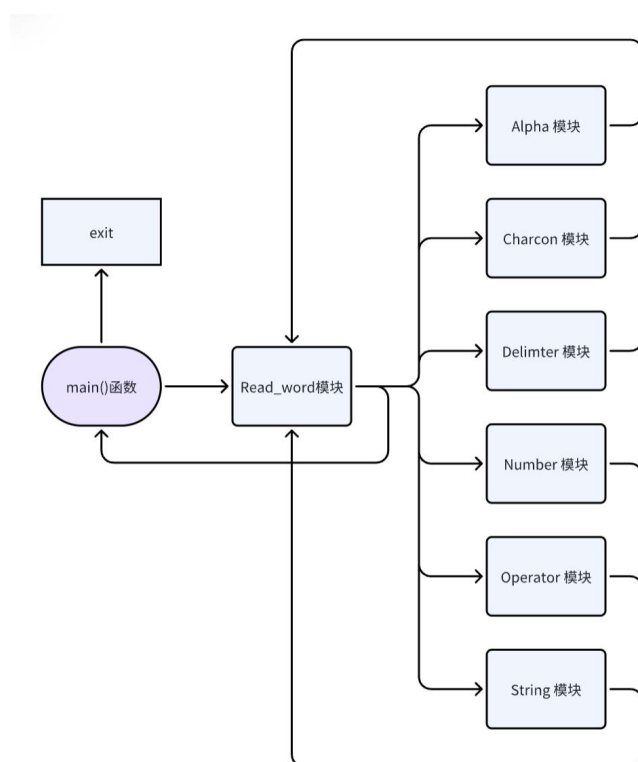 Alpha 模块
exit
Charcon 模块
Delimter 模块
main()函数
Read_word模块
Number 模块
Operator 模块
String 模块